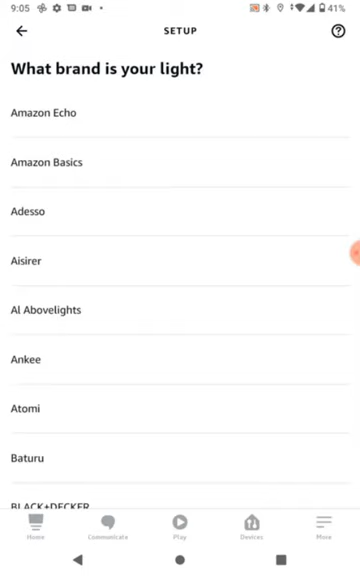 9:05
41%
SETUP
What brand is your light?
Amazon Echo
Amazon Basics
Adesso
Aisirer
Al Abovelights
Ankee
Atomi
Baturu
BLACK+DECKER
Home
Communicate
Play
Devices
More